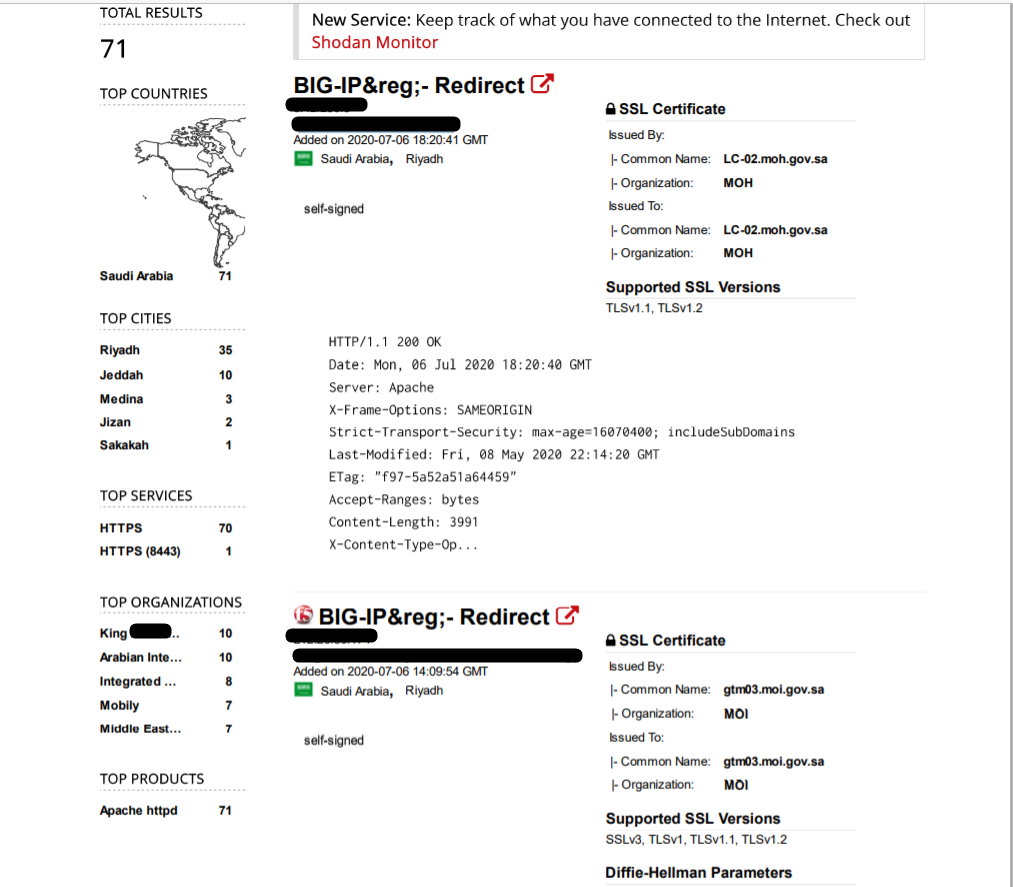 TOTAL RESULTS
71
TOP COUNTRIES
Saudi Arabia 71
TOP CITIES
Riyadh 35
Jeddah 10
Medina 3
Jizan 2
Sakakah 1
TOP SERVICES
HTTPS 70
HTTPS (8443) 1
TOP ORGANIZATIONS
King .. 10
Arabian Inte... 10
Integrated ... 8
Mobily 7
Middle East... 7
TOP PRODUCTS
Apache httpd 71
New Service: Keep track of what you have connected to the Internet. Check out
Shodan Monitor
BIG-IP&reg;- Redirect
Added on 2020-07-06 18:20:41 GMT
Saudi Arabia, Riyadh
self-signed
SSL Certificate
Issued By:
|- Common Name: LC-02.moh.gov.sa
|- Organization: MOH
Issued To:
|- Common Name: LC-02.moh.gov.sa
|- Organization: MOH
Supported SSL Versions
TLSv1.1, TLSv1.2
HTTP/1.1 200 OK
Date: Mon, 06 Jul 2020 18:20:40 GMT
Server: Apache
X-Frame-Options: SAMEORIGIN
Strict-Transport-Security: max-age=16070400; includeSubDomains
Last-Modified: Fri, 08 May 2020 22:14:20 GMT
ETag: "f97-5a52a51a64459"
Accept-Ranges: bytes
Content-Length: 3991
X-Content-Type-Op...
BIG-IP&reg;- Redirect
Added on 2020-07-06 14:09:54 GMT
Saudi Arabia, Riyadh
self-signed
SSL Certificate
Issued By:
|- Common Name: gtm03.moi.gov.sa
|- Organization: MOI
Issued To:
|- Common Name: gtm03.moi.gov.sa
|- Organization: MOI
Supported SSL Versions
SSLv3, TLSv1, TLSv1.1, TLSv1.2
Diffie-Hellman Parameters